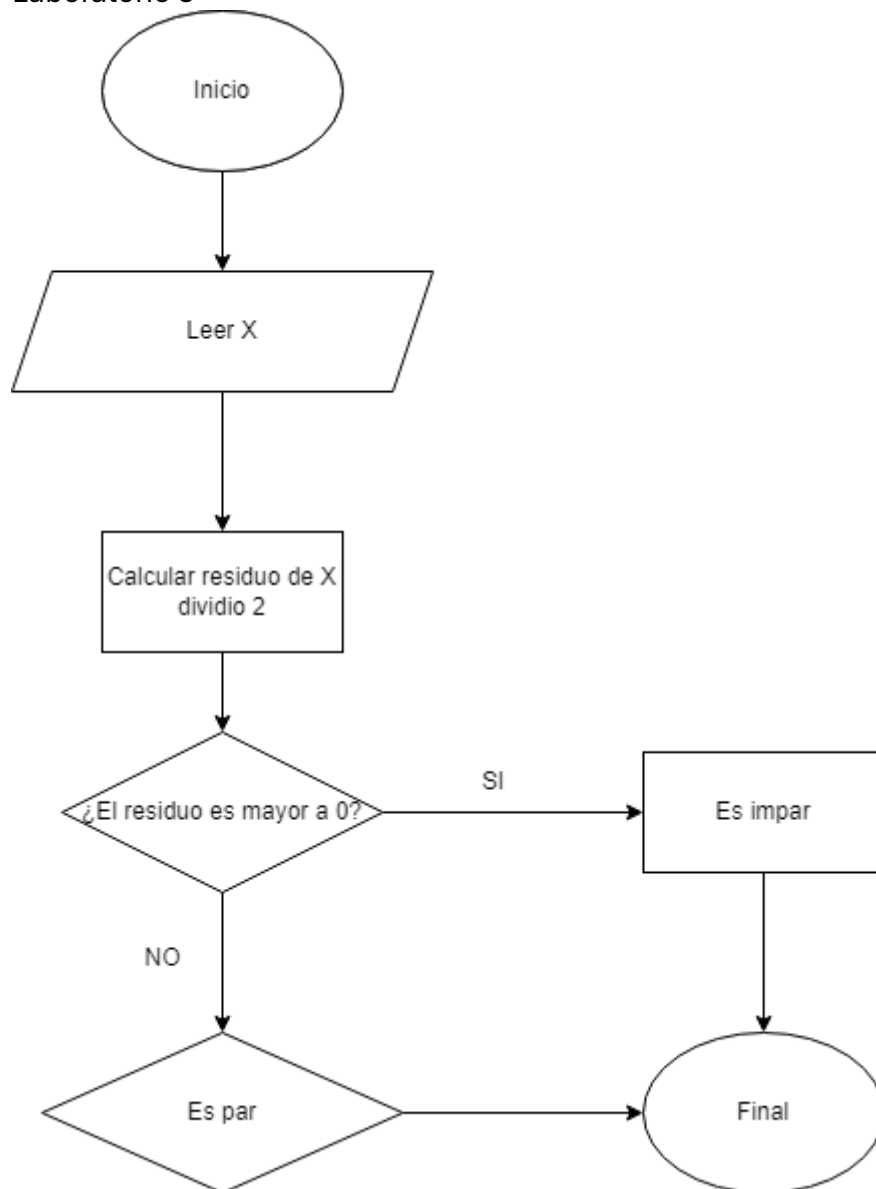 Inicio
Leer X
Calcular residuo de X
dividio 2
¿El residuo es mayor a 0?
SI
Es impar
NO
Es par
Final